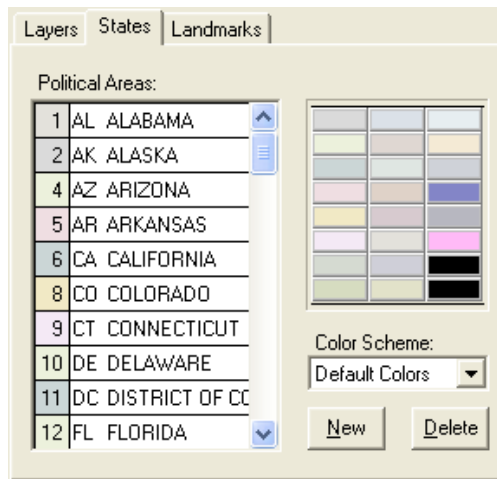 Layers States Landmarks
Political Areas:
1 AL ALABAMA
2 AK ALASKA
4 AZ ARIZONA
5 AR ARKANSAS
6 CA CALIFORNIA
8 CO COLORADO
9 CT CONNECTICUT
10 DE DELAWARE
11 DC DISTRICT OF CO
12 FL FLORIDA
Color Scheme:
Default Colors
New Delete